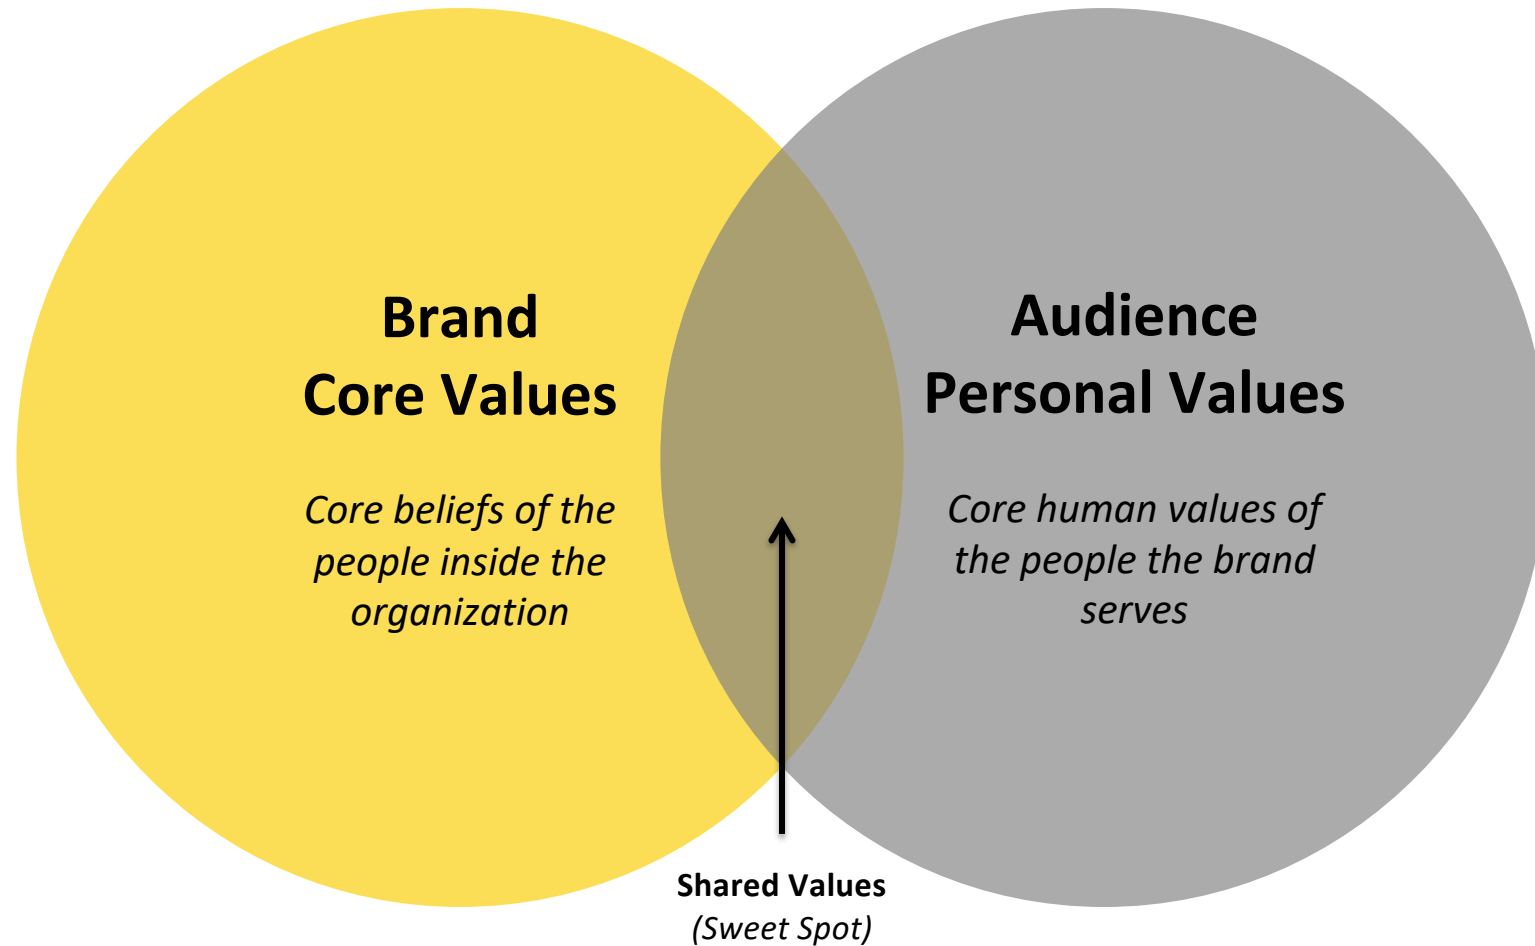 Brand
Core Values
Core beliefs of the
people inside the
organization
Audience
Personal Values
Core human values of
the people the brand
serves
Shared Values
(Sweet Spot)